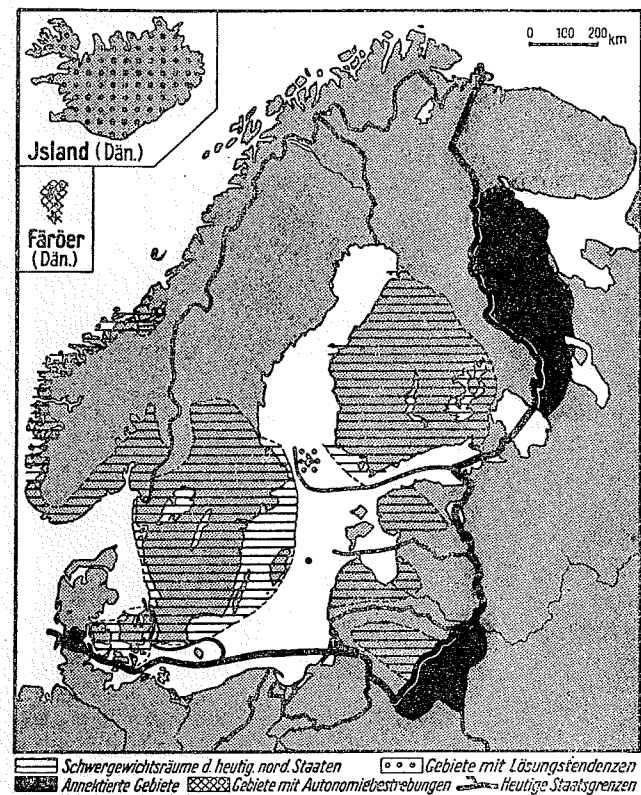 0 100 200 km
Jsland (Dän.)
Färöer
(Dän.)
Schwergewichtsräume d. heutig. nord. Staaten
Gebiete mit Lösungstendenzen
Annektierte Gebiete
Gebiete mit Autonomiebestrebungen
Heutige Staatsgrenzen